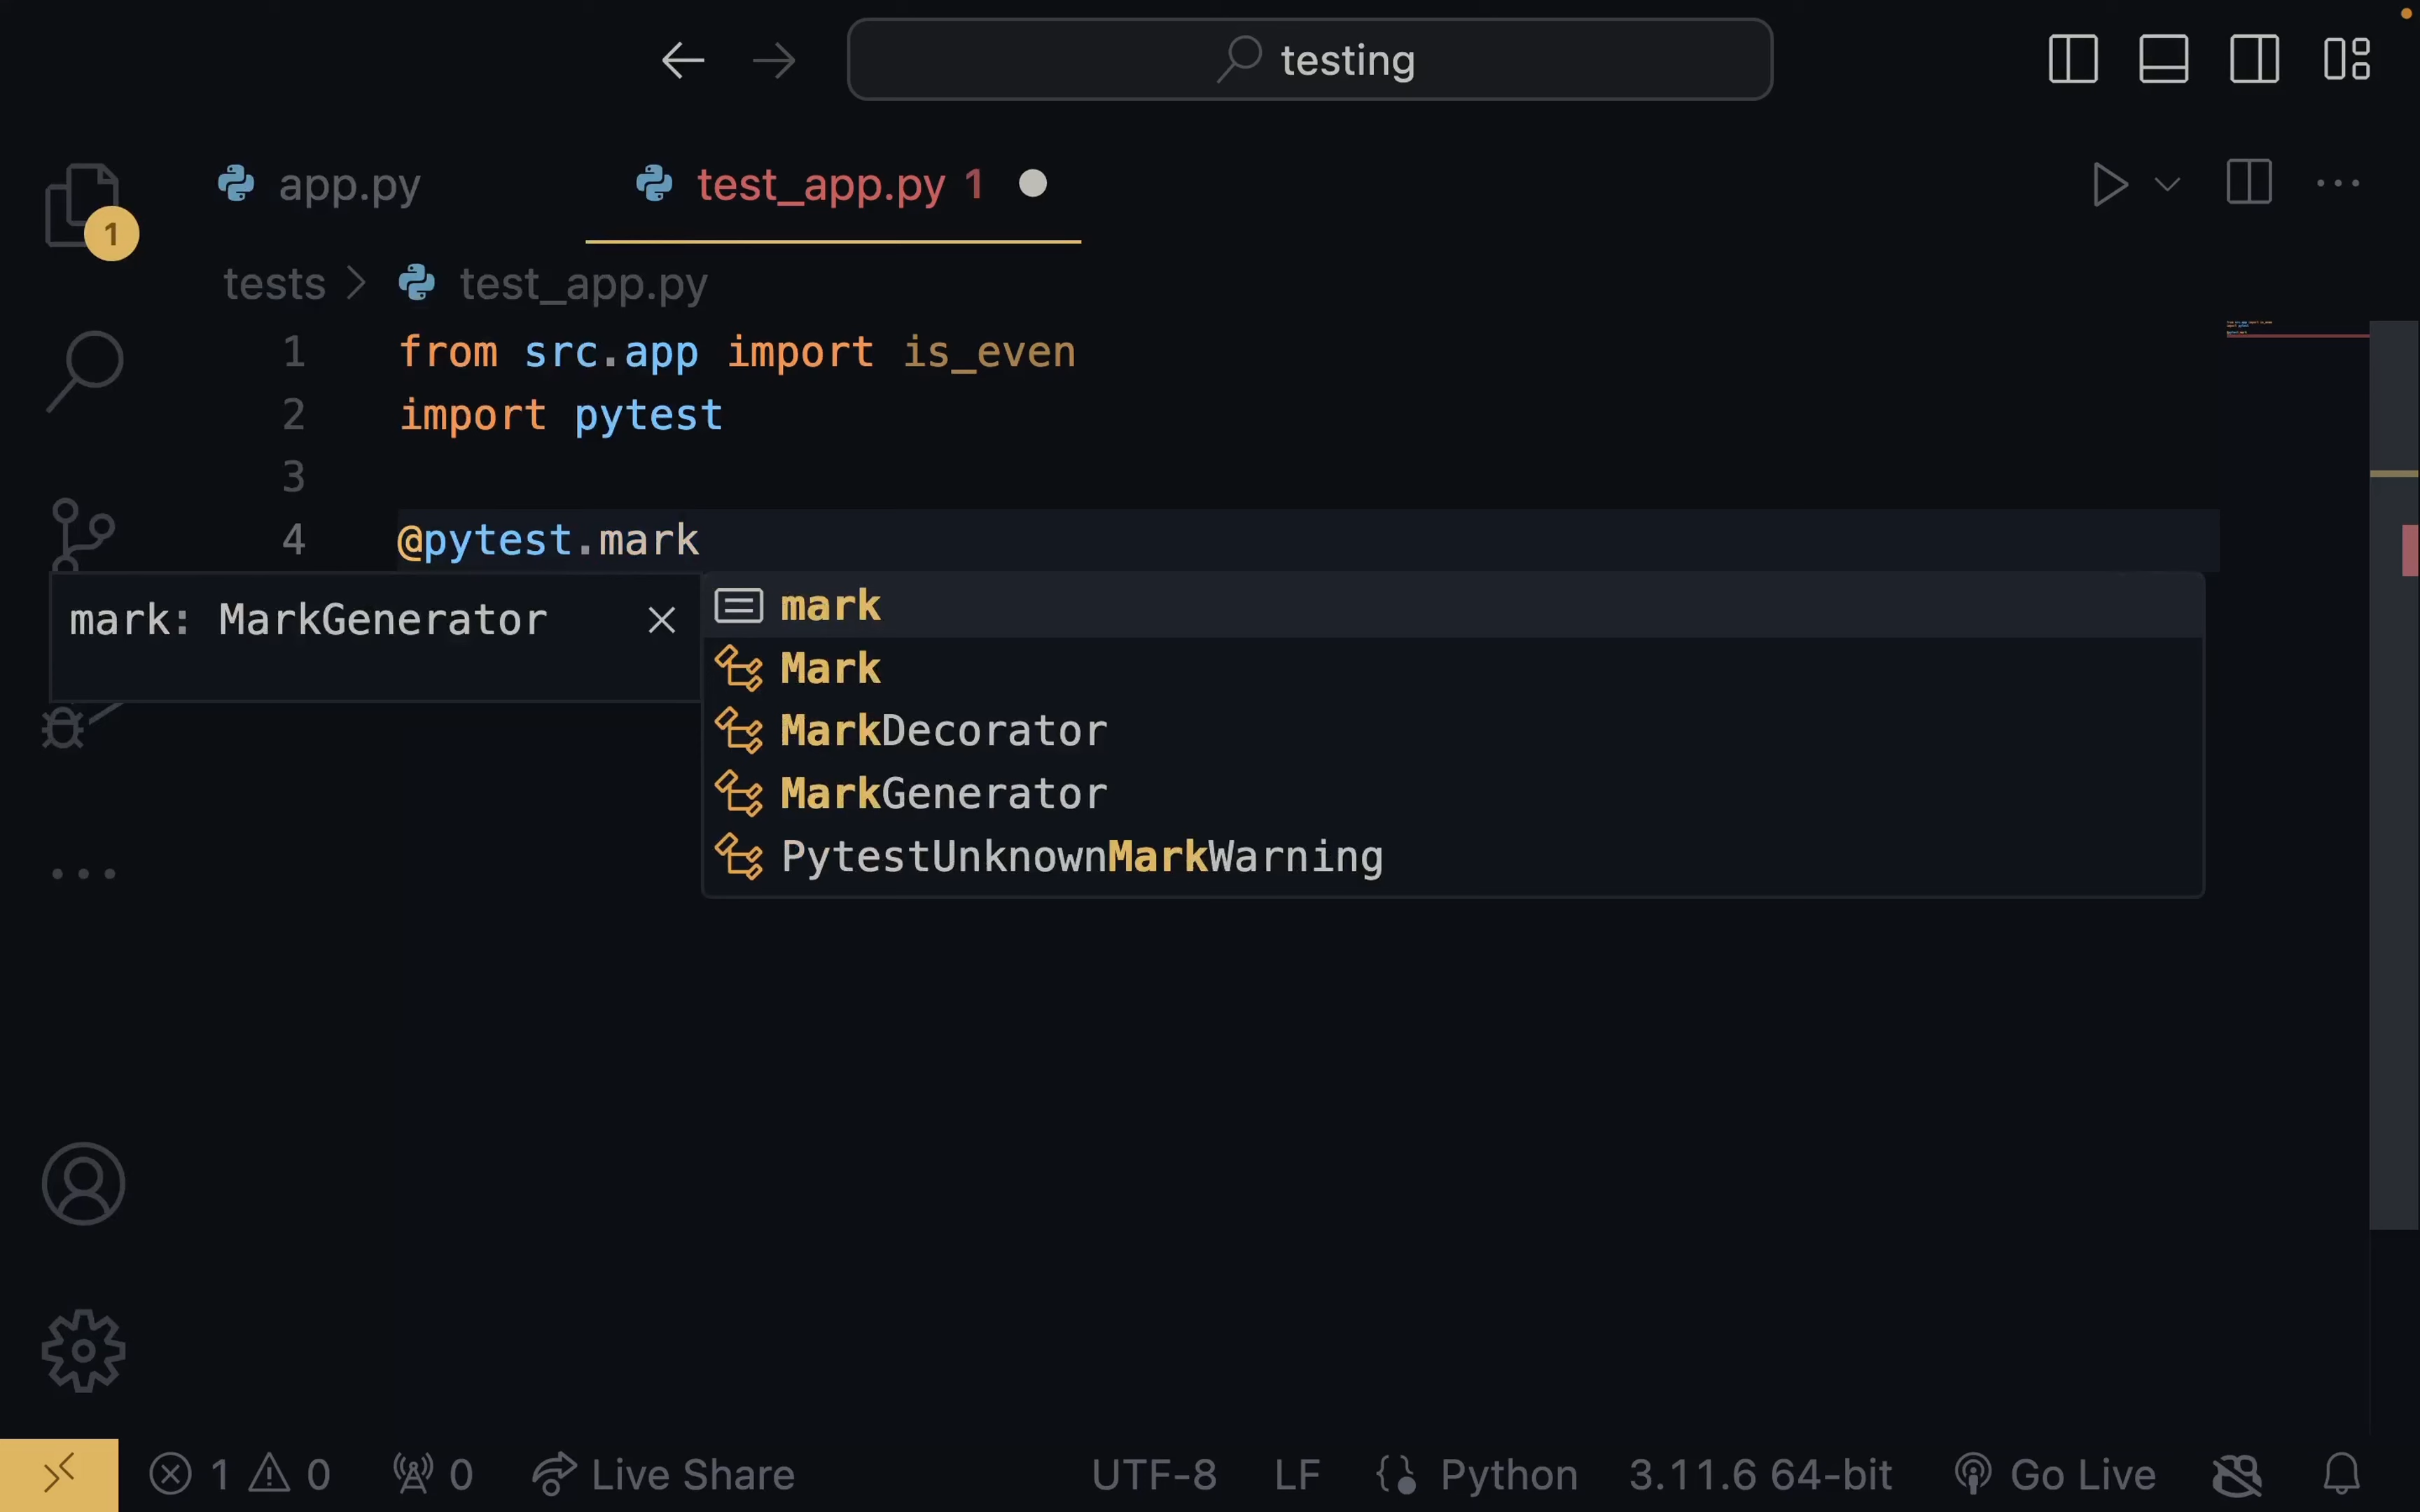 testing
app.py
test_app.py 1
1
tests > test_app.py
1 from src.app import is_even
2 import pytest
3
4 @pytest.mark
mark: MarkGenerator
mark
Mark
MarkDecorator
MarkGenerator
PytestUnknownMarkWarning
1 0 0 Live Share UTF-8 LF Python 3.11.6 64-bit Go Live